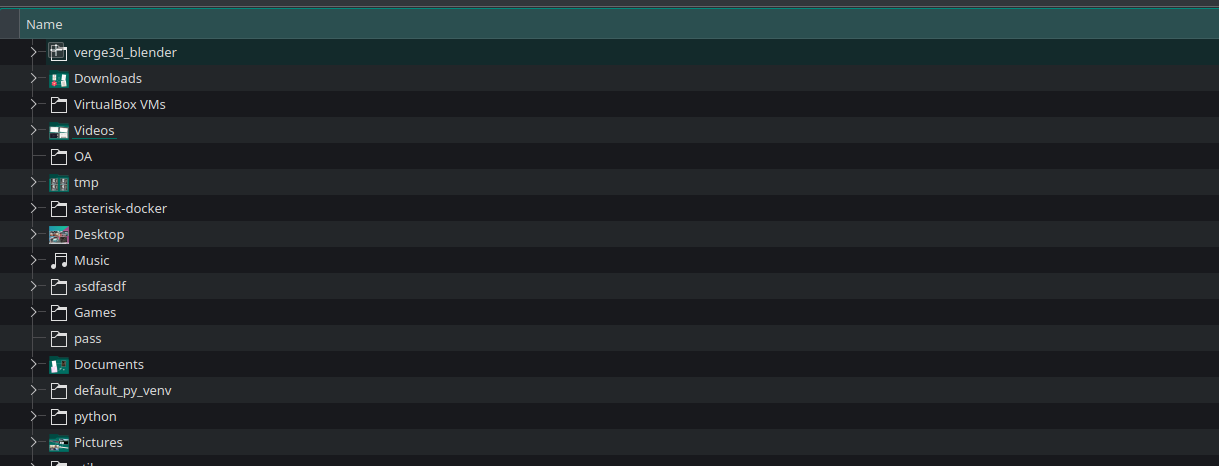 Name
verge3d_blender
Downloads
VirtualBox VMs
Videos
OA
tmp
asterisk-docker
Desktop
Music
asdfasdf
Games
pass
Documents
default_py_venv
python
Pictures